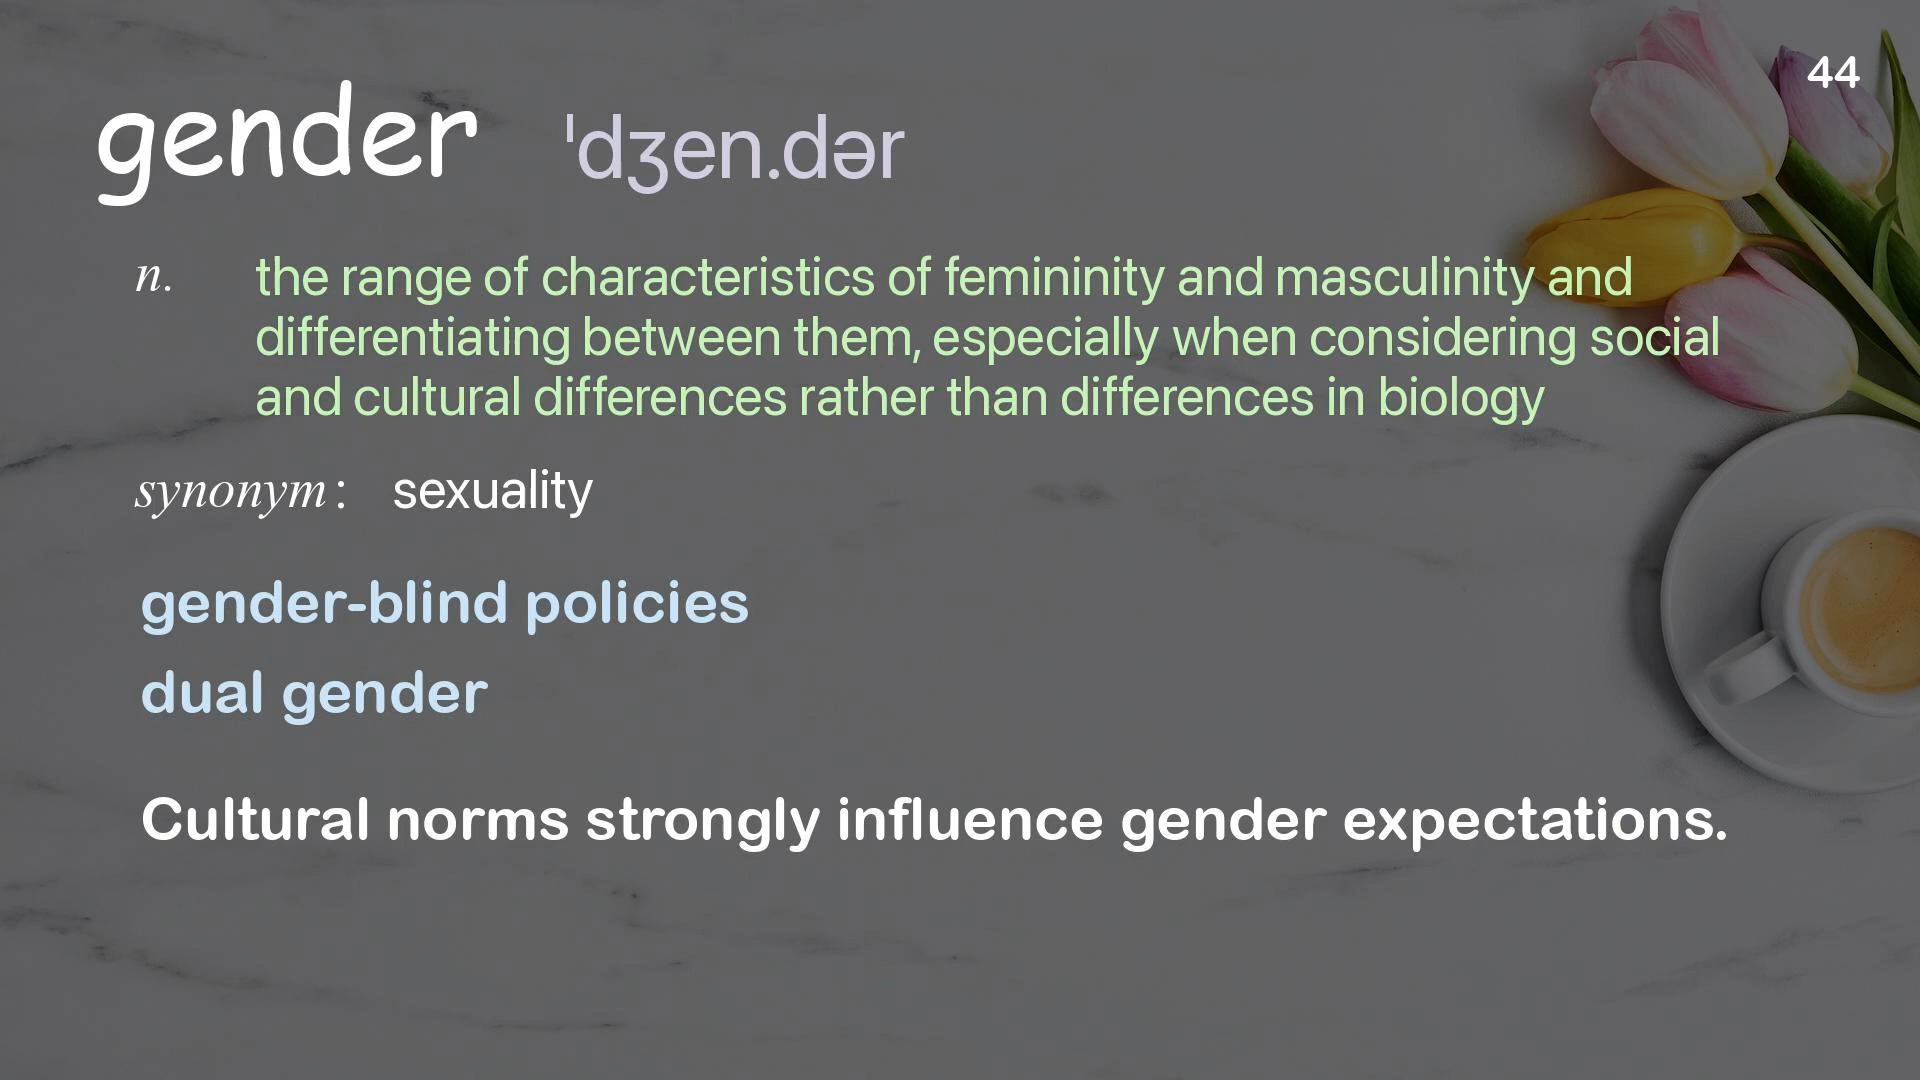 44
gender ˈdʒen.dər
n. the range of characteristics of femininity and masculinity and
differentiating between them, especially when considering social
and cultural differences rather than differences in biology
synonym: sexuality
gender-blind policies
dual gender
Cultural norms strongly influence gender expectations.